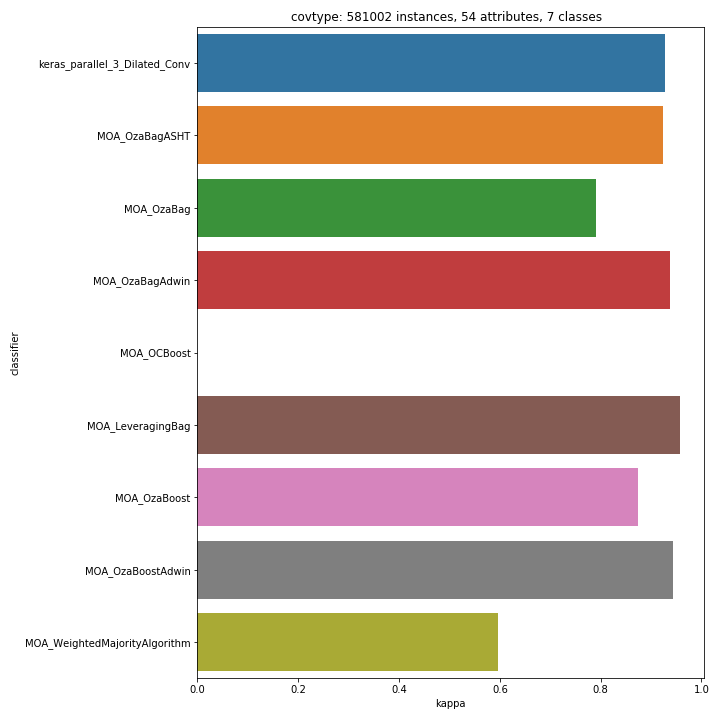 covtype: 581002 instances, 54 attributes, 7 classes
keras_parallel_3_Dilated_Conv
MOA_OzaBagASHT
MOA_OzaBag
MOA_OzaBagAdwin
MOA_OCBoost
MOA_LeveragingBag
MOA_OzaBoost
MOA_OzaBoostAdwin
MOA_WeightedMajorityAlgorithm
classifier
0.0 0.2 0.4 0.6 0.8 1.0
kappa